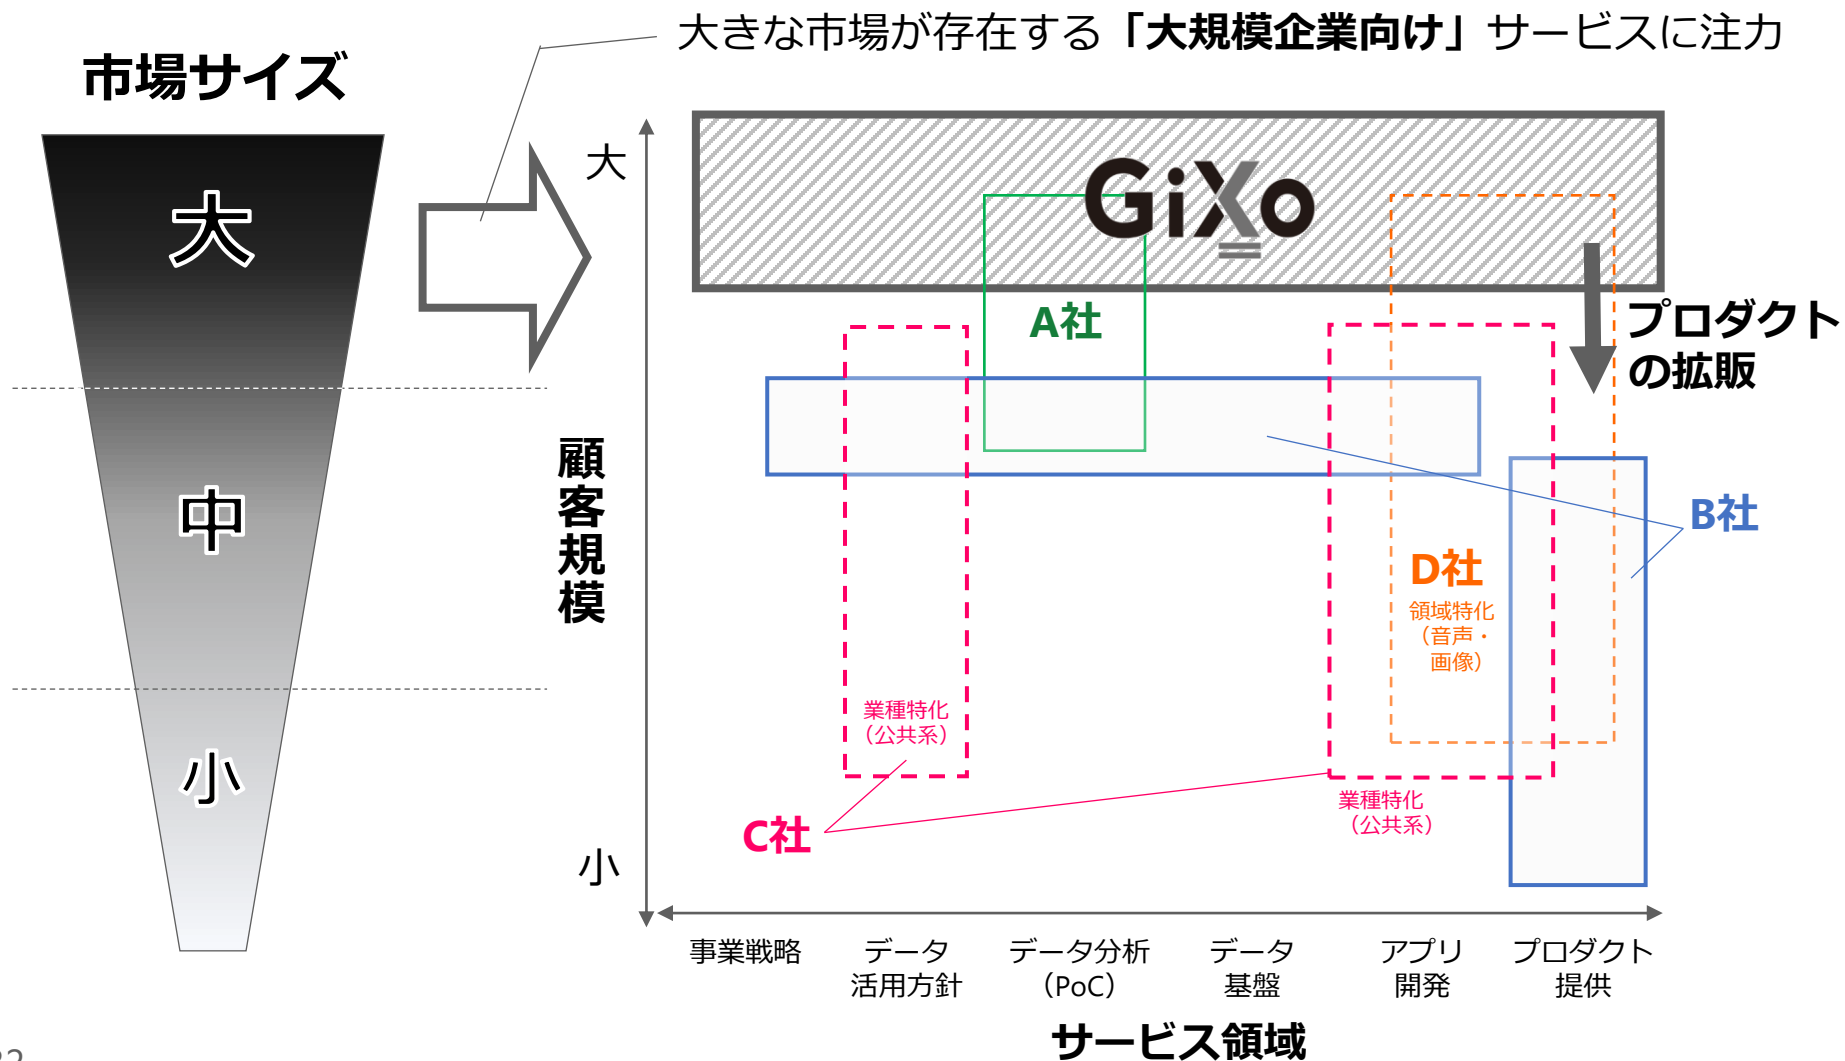 大きな市場が存在する「大規模企業向け」サービスに注力
市場サイズ
大
中
小
顧客規模
大
小
GiXo
A社
プロダクト
の拡販
B社
D社
領域特化
（音声・
画像）
業種特化
（公共系）
業種特化
（公共系）
C社
事業戦略
データ
活用方針
データ分析
（PoC）
データ
基盤
アプリ
開発
プロダクト
提供
サービス領域